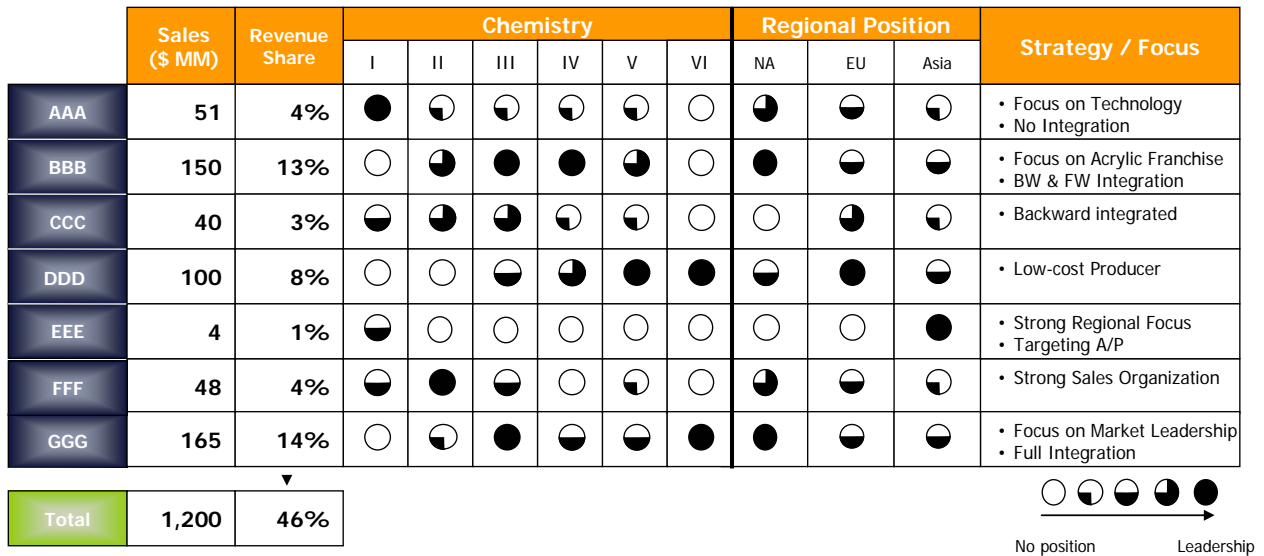 Sales ($ MM) Revenue Share Chemistry Regional Position Strategy / Focus
I II III IV V VI NA EU Asia
AAA 51 4% • Focus on Technology
• No Integration
BBB 150 13% • Focus on Acrylic Franchise
• BW & FW Integration
CCC 40 3% • Backward integrated
DDD 100 8% • Low-cost Producer
EEE 4 1% • Strong Regional Focus
• Targeting A/P
FFF 48 4% • Strong Sales Organization
GGG 165 14% • Focus on Market Leadership
• Full Integration
Total 1,200 46%
No position Leadership